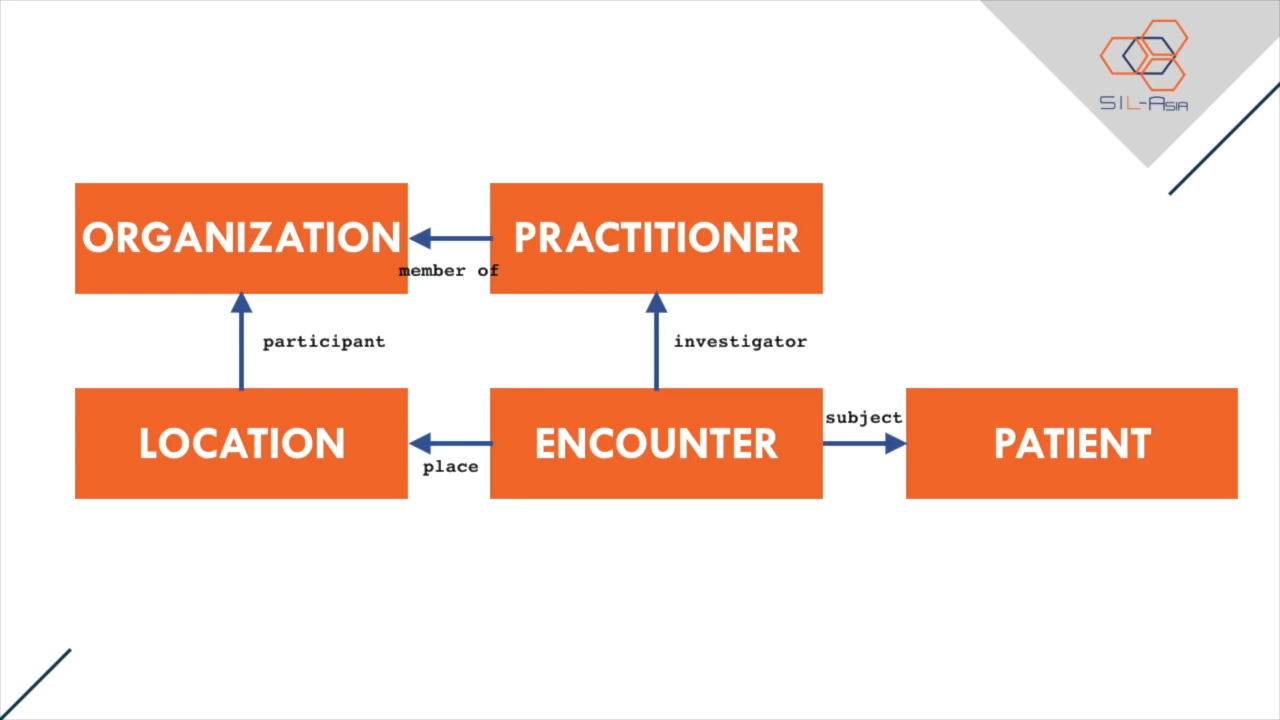 SIL-ASIA
ORGANIZATION
PRACTITIONER
member of
participant
investigator
LOCATION
ENCOUNTER
PATIENT
place
subject